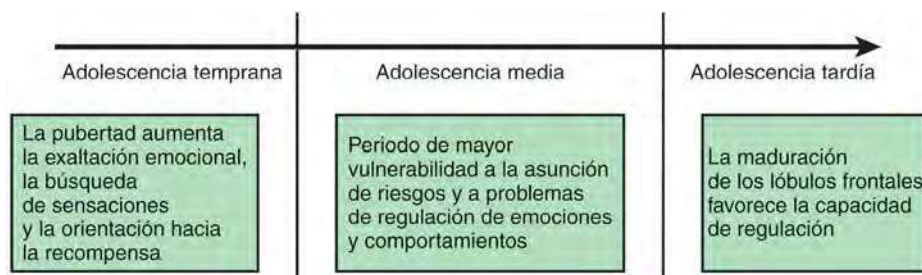 Adolescencia temprana
Adolescencia media
Adolescencia tardía
La pubertad aumenta
la exaltación emocional,
la búsqueda
de sensaciones
y la orientación hacia
la recompensa
Periodo de mayor
vulnerabilidad a la asunción
de riesgos y a problemas
de regulación de emociones
y comportamientos
La maduración
de los lóbulos frontales
favorece la capacidad
de regulación